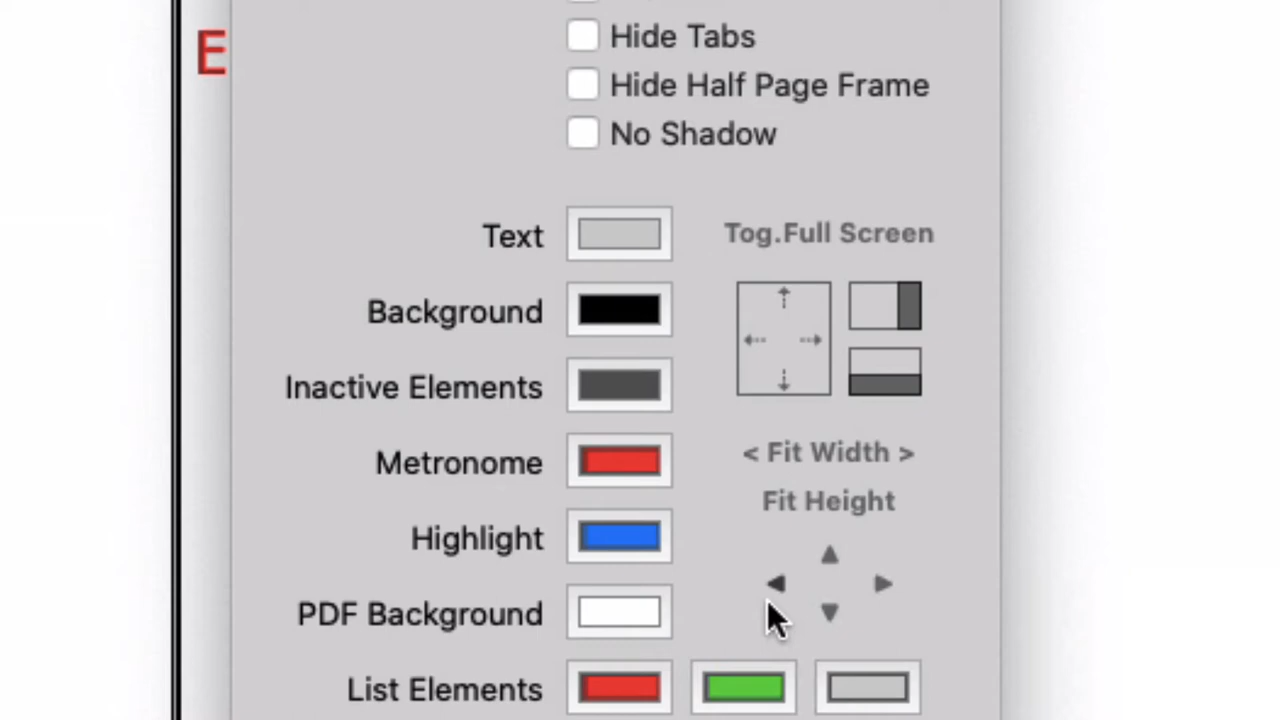 E
Hide Tabs
Hide Half Page Frame
No Shadow
Text
Tog.Full Screen
Background
Inactive Elements
Metronome
< Fit Width >
Fit Height
Highlight
PDF Background
List Elements